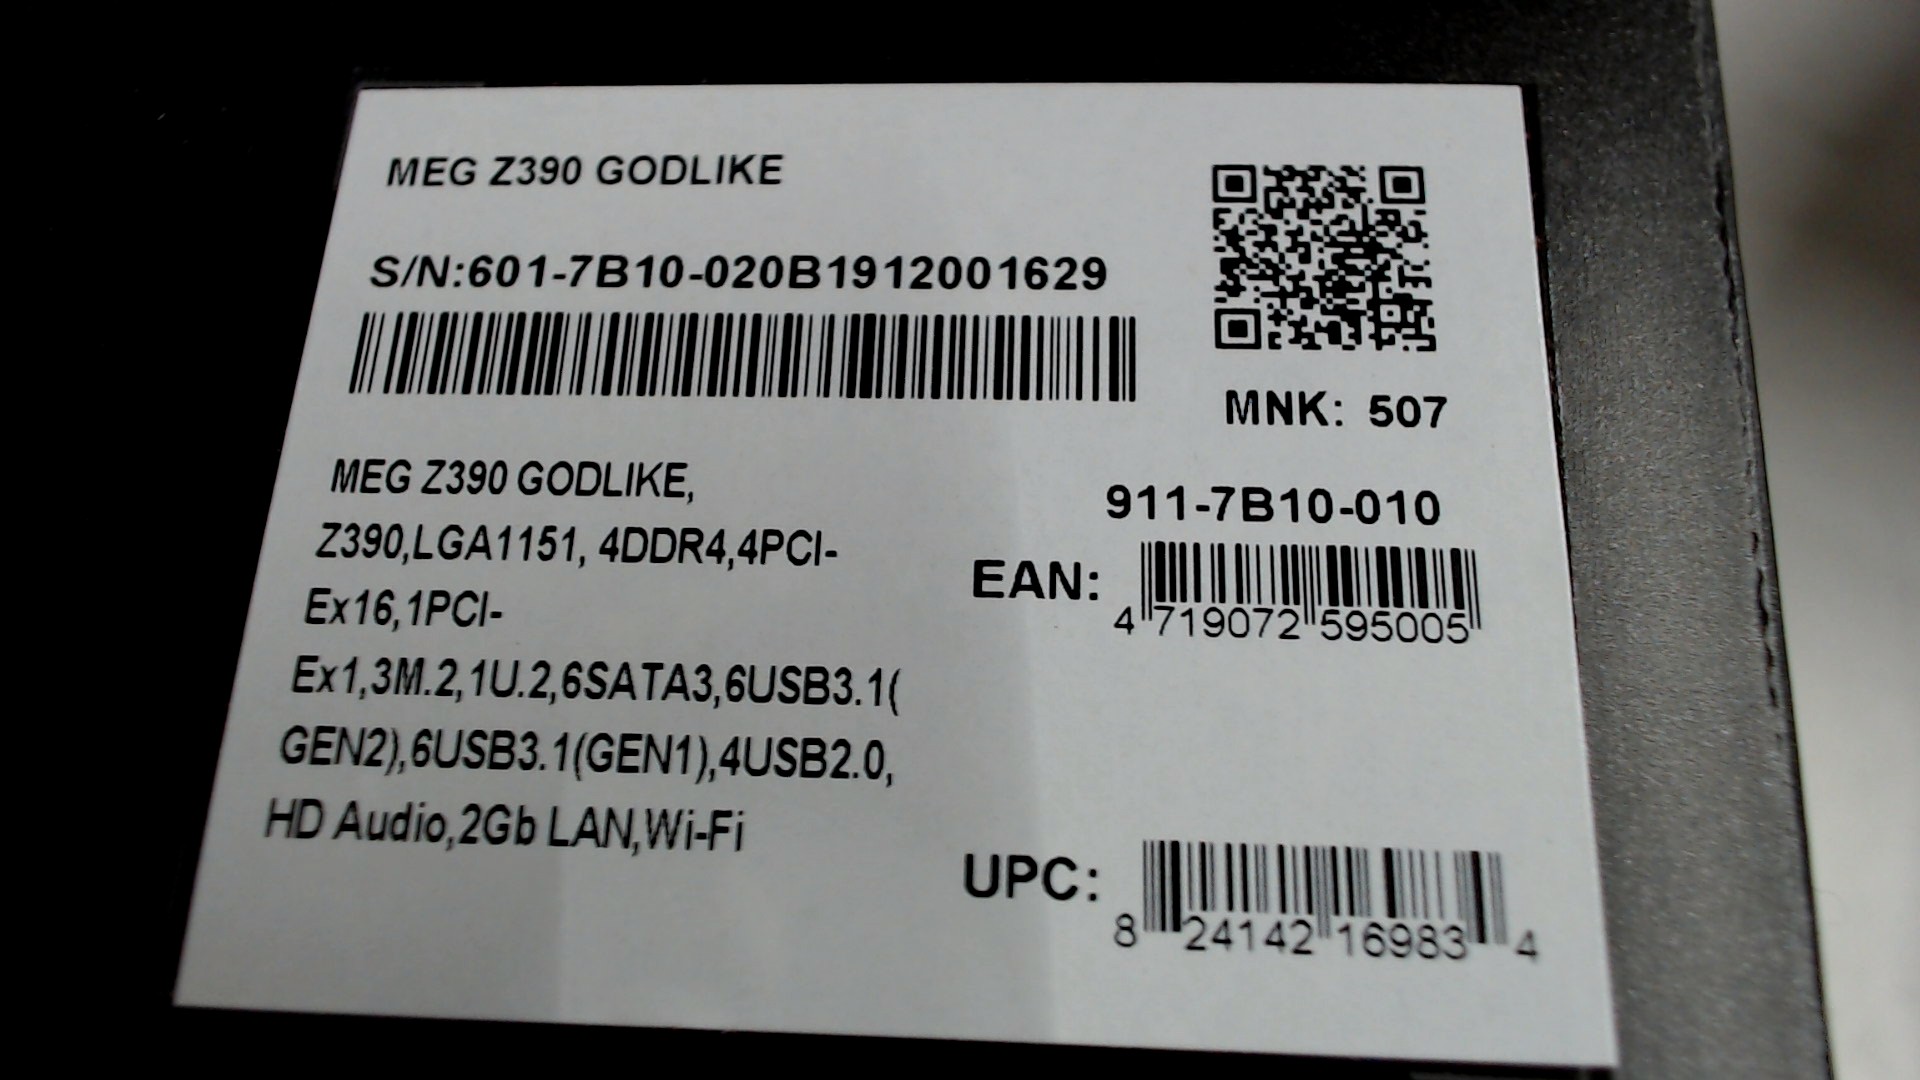 MEG Z390 GODLIKE
S/N:601-7B10-020B1912001629
MNK: 507
MEG Z390 GODLIKE,
Z390,LGA1151, 4DDR4,4PCI-
Ex16,1PCI-
Ex1,3M.2,1U.2,6SATA3,6USB3.1(
GEN2),6USB3.1(GEN1),4USB2.0,
HD Audio,2Gb LAN,Wi-Fi
911-7B10-010
EAN:
4 719072 595005
UPC:
8 24142 16983 4